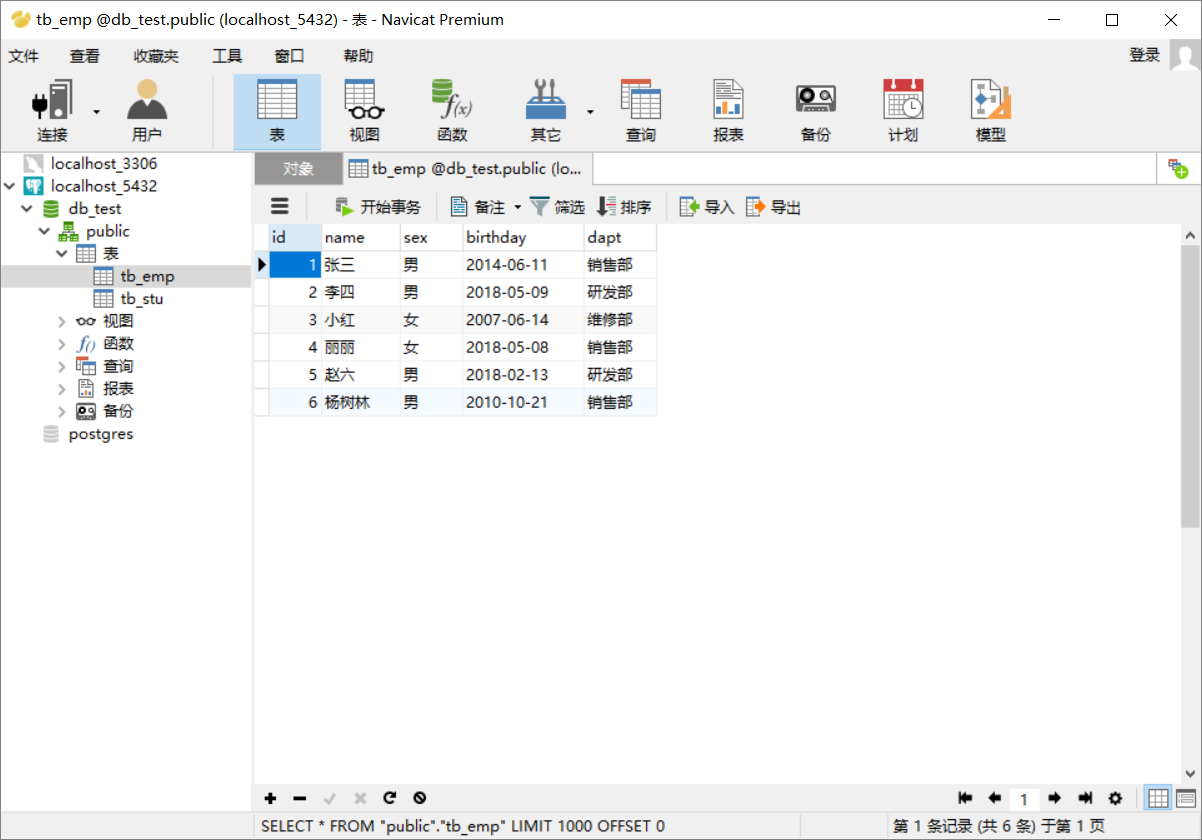 tb_emp @db_test.public (localhost_5432) - 表 - Navicat Premium
文件 查看 收藏夹 工具 窗口 帮助 登录
连接 用户 表 视图 函数 其它 查询 报表 备份 计划 模型
localhost_3306
localhost_5432
db_test
public
表
tb_emp
tb_stu
视图
函数
查询
报表
备份
postgres
对象 tb_emp @db_test.public (lo...
开始事务 备注 筛选 排序 导入 导出
id name sex birthday dapt
1 张三 男 2014-06-11 销售部
2 李四 男 2018-05-09 研发部
3 小红 女 2007-06-14 维修部
4 丽丽 女 2018-05-08 销售部
5 赵六 男 2018-02-13 研发部
6 杨树林 男 2010-10-21 销售部
1
SELECT * FROM "public"."tb_emp" LIMIT 1000 OFFSET 0 第 1 条记录 (共 6 条) 于第 1 页